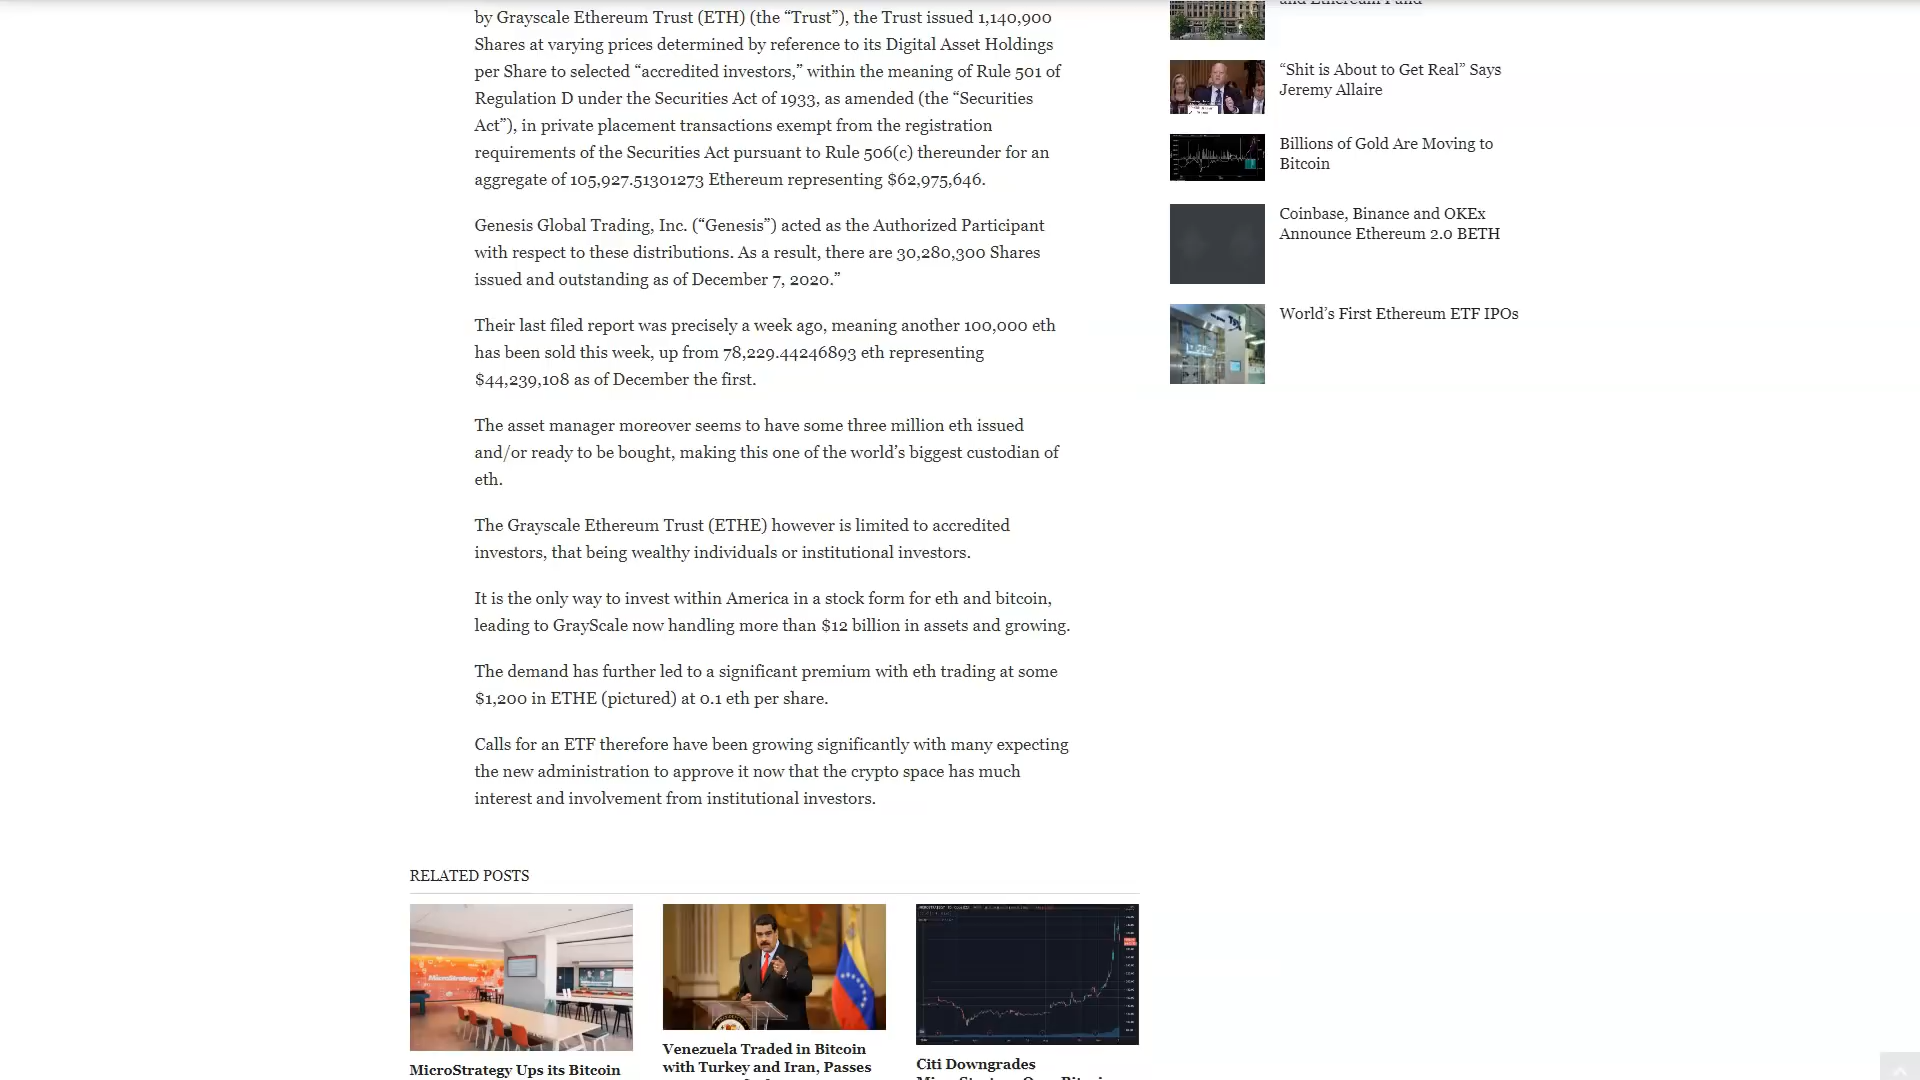 by Grayscale Ethereum Trust (ETH) (the “Trust”), the Trust issued 1,140,900
Shares at varying prices determined by reference to its Digital Asset Holdings
per Share to selected “accredited investors,” within the meaning of Rule 501 of
Regulation D under the Securities Act of 1933, as amended (the “Securities
Act”), in private placement transactions exempt from the registration
requirements of the Securities Act pursuant to Rule 506(c) thereunder for an
aggregate of 105,927.51301273 Ethereum representing $62,975,646.
Genesis Global Trading, Inc. (“Genesis”) acted as the Authorized Participant
with respect to these distributions. As a result, there are 30,280,300 Shares
issued and outstanding as of December 7, 2020.”
Their last filed report was precisely a week ago, meaning another 100,000 eth
has been sold this week, up from 78,229.44246893 eth representing
$44,239,108 as of December the first.
The asset manager moreover seems to have some three million eth issued
and/or ready to be bought, making this one of the world’s biggest custodian of
eth.
The Grayscale Ethereum Trust (ETHE) however is limited to accredited
investors, that being wealthy individuals or institutional investors.
It is the only way to invest within America in a stock form for eth and bitcoin,
leading to GrayScale now handling more than $12 billion in assets and growing.
The demand has further led to a significant premium with eth trading at some
$1,200 in ETHE (pictured) at 0.1 eth per share.
Calls for an ETF therefore have been growing significantly with many expecting
the new administration to approve it now that the crypto space has much
interest and involvement from institutional investors.
RELATED POSTS
MicroStrategy
MicroStrategy Ups its Bitcoin
Venezuela Traded in Bitcoin
with Turkey and Iran, Passes
Citi Downgrades
and Ethereum Fund
“Shit is About to Get Real” Says
Jeremy Allaire
Billions of Gold Are Moving to
Bitcoin
Coinbase, Binance and OKEx
Announce Ethereum 2.0 BETH
World’s First Ethereum ETF IPOs